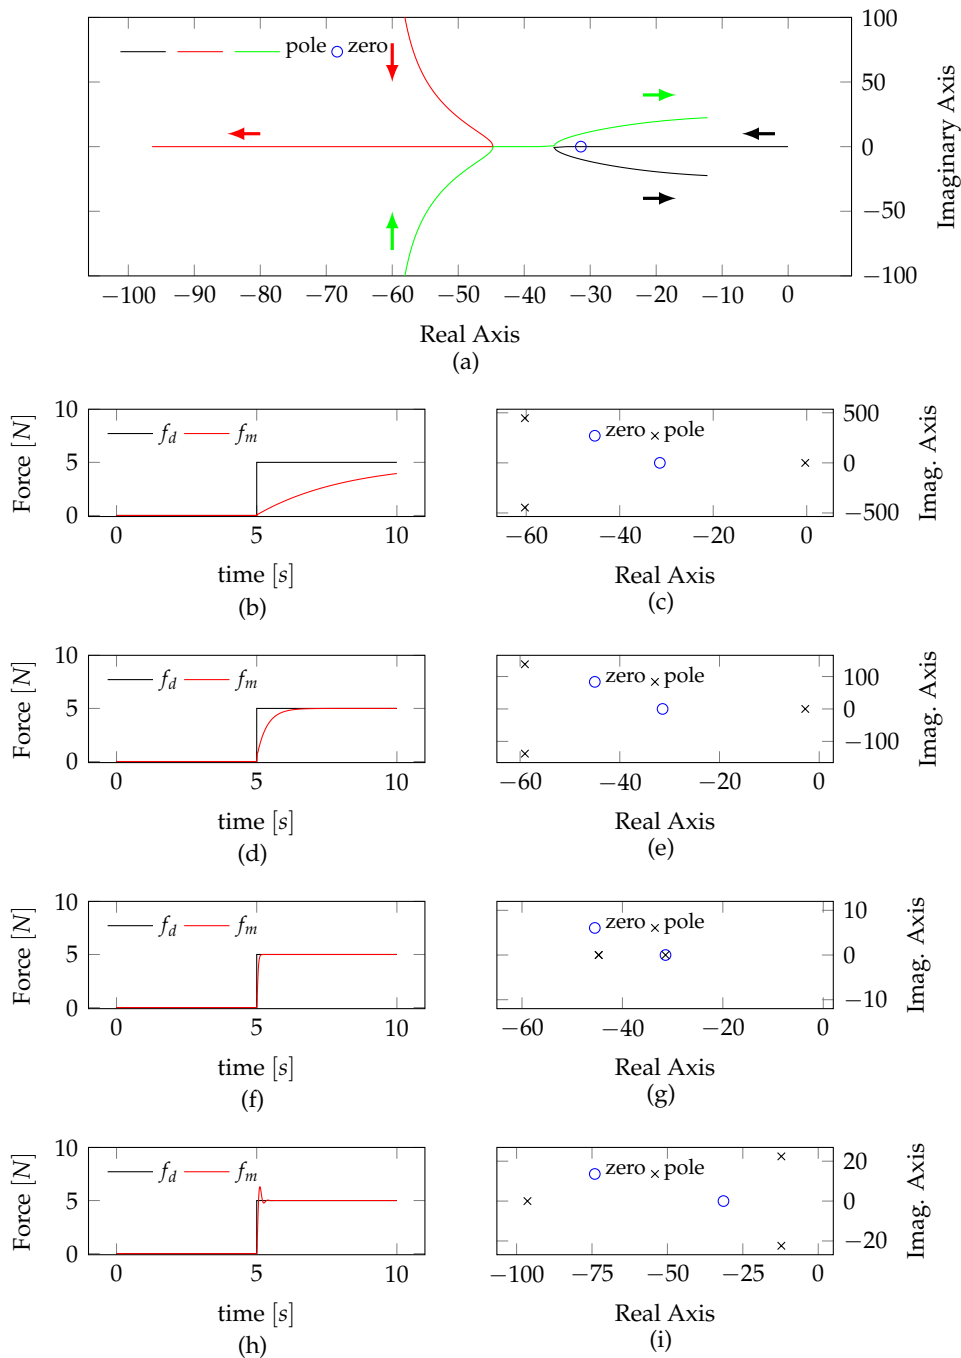 100
pole zero
50
0
−50
−100
Imaginary Axis
−100 −90 −80 −70 −60 −50 −40 −30 −20 −10 0
Real Axis
(a)
10
5
0
Force [N]
f_d f_m
0 5 10
time [s]
(b)
zero pole
500
0
−500
Imag. Axis
−60 −40 −20 0
Real Axis
(c)
10
5
0
Force [N]
f_d f_m
0 5 10
time [s]
(d)
zero pole
100
0
−100
Imag. Axis
−60 −40 −20 0
Real Axis
(e)
10
5
0
Force [N]
f_d f_m
0 5 10
time [s]
(f)
zero pole
10
0
−10
Imag. Axis
−60 −40 −20 0
Real Axis
(g)
10
5
0
Force [N]
f_d f_m
0 5 10
time [s]
(h)
zero pole
20
0
−20
Imag. Axis
−100 −75 −50 −25 0
Real Axis
(i)